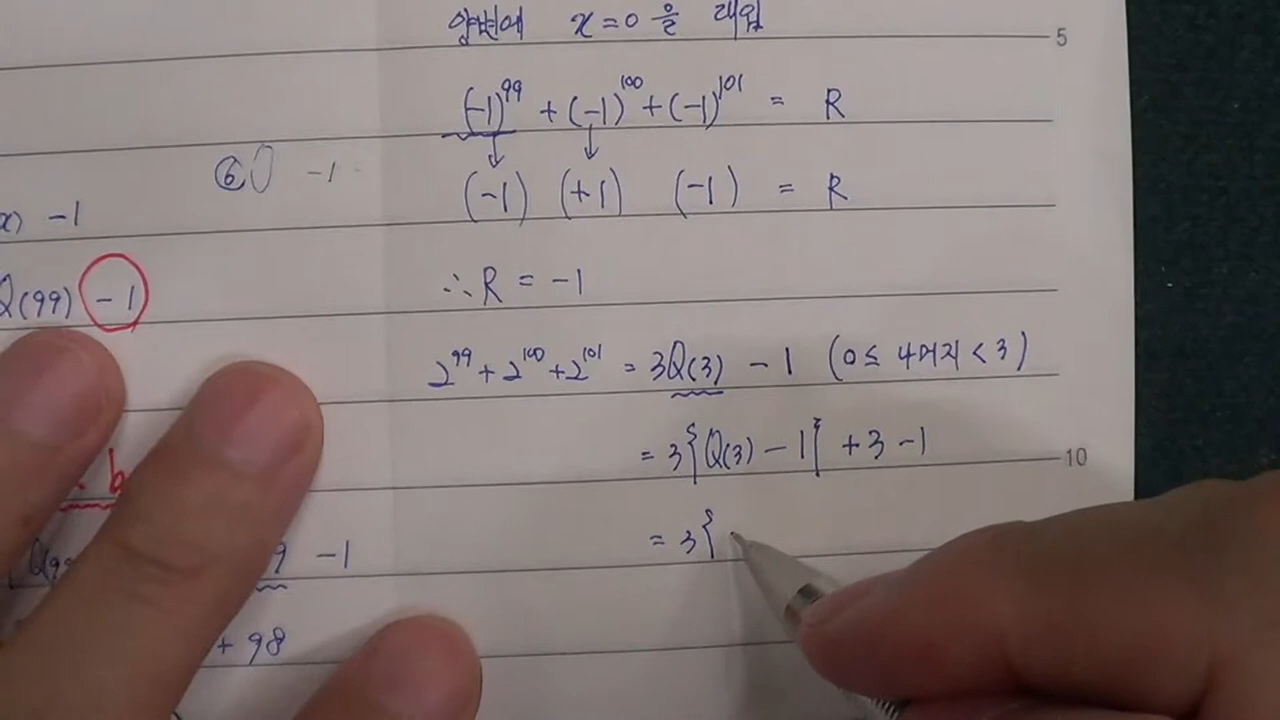 양변에 x=0 을 대입
5
(-1)^99 + (-1)^100 + (-1)^101 = R
⑥ -1
(-1) (+1) (-1) = R
x) -1
∴ R = -1
Q(99) -1
2^99 + 2^100 + 2^101 = 3Q(3) - 1 (0 ≤ 나머지 < 3)
= 3{Q(3) - 1} + 3 - 1
10
b
= 3{
9 -1
+ 98